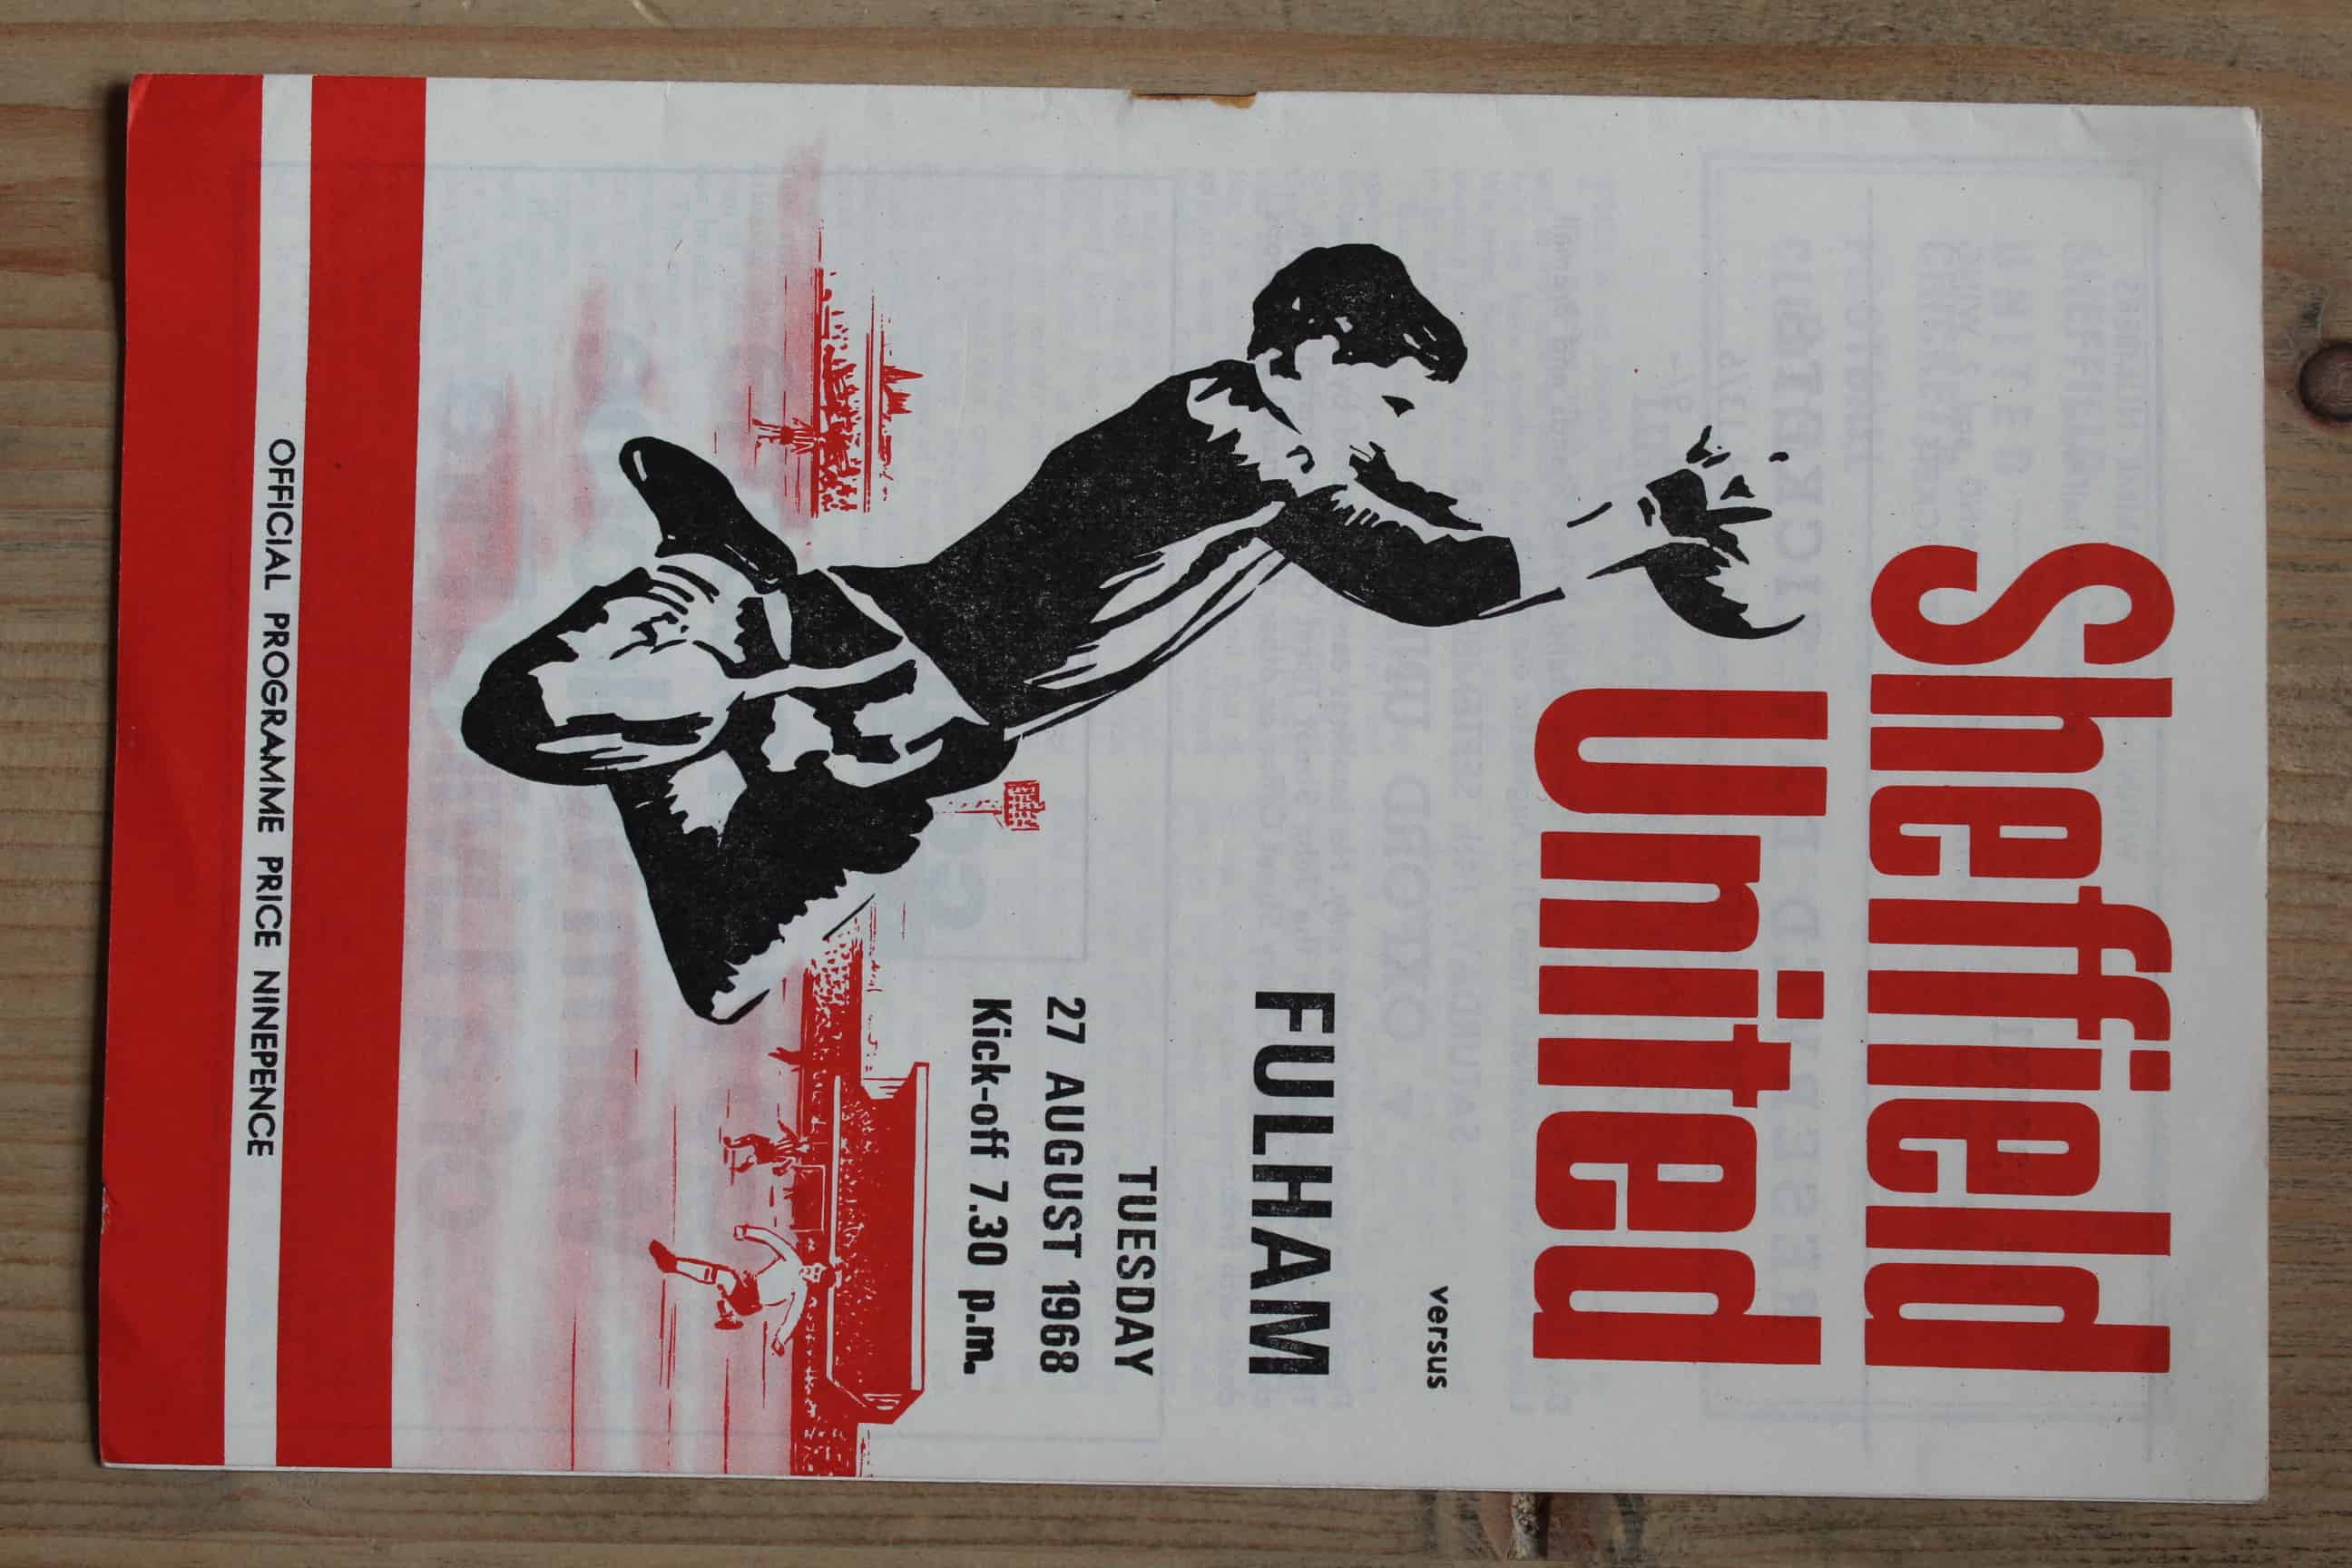 Sheffield
United
versus
FULHAM
TUESDAY
27 AUGUST 1968
Kick-off 7.30 p.m.
OFFICIAL PROGRAMME PRICE NINEPENCE